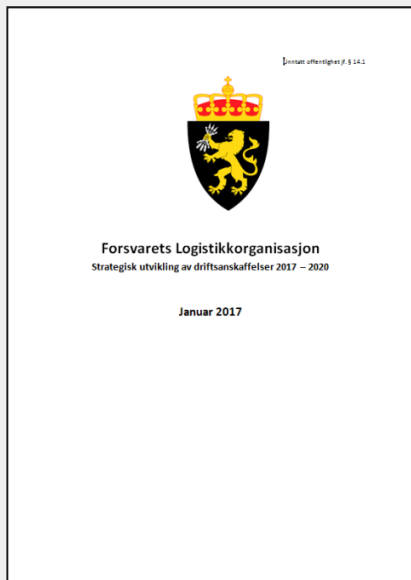 Unntatt offentlighet jf. § 14.1
Forsvarets Logistikkorganisasjon
Strategisk utvikling av driftsanskaffelser 2017 – 2020
Januar 2017